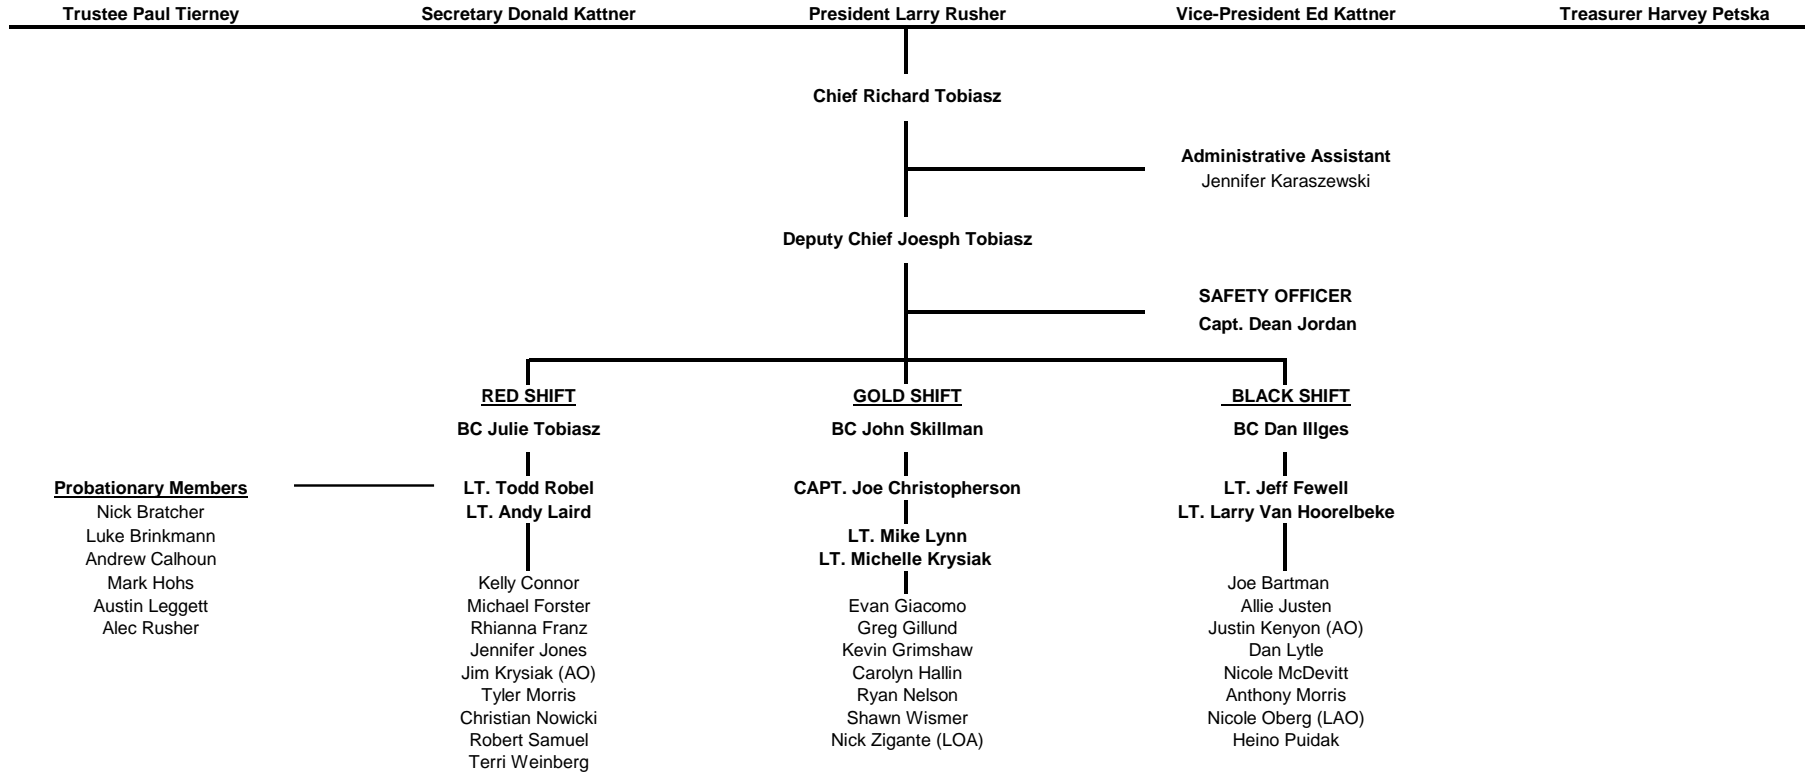 Trustee Paul Tierney
Secretary Donald Kattner
President Larry Rusher
Vice-President Ed Kattner
Treasurer Harvey Petska
Chief Richard Tobiasz
Administrative Assistant
Jennifer Karaszewski
Deputy Chief Joesph Tobiasz
SAFETY OFFICER
Capt. Dean Jordan
Probationary Members
Nick Bratcher
Luke Brinkmann
Andrew Calhoun
Mark Hohs
Austin Leggett
Alec Rusher
RED SHIFT
BC Julie Tobiasz
LT. Todd Robel
LT. Andy Laird
Kelly Connor
Michael Forster
Rhianna Franz
Jennifer Jones
Jim Krysiak (AO)
Tyler Morris
Christian Nowicki
Robert Samuel
Terri Weinberg
GOLD SHIFT
BC John Skillman
CAPT. Joe Christopherson
LT. Mike Lynn
LT. Michelle Krysiak
Evan Giacomo
Greg Gillund
Kevin Grimshaw
Carolyn Hallin
Ryan Nelson
Shawn Wismer
Nick Zigante (LOA)
BLACK SHIFT
BC Dan Illges
LT. Jeff Fewell
LT. Larry Van Hoorelbeke
Joe Bartman
Allie Justen
Justin Kenyon (AO)
Dan Lytle
Nicole McDevitt
Anthony Morris
Nicole Oberg (LAO)
Heino Puidak